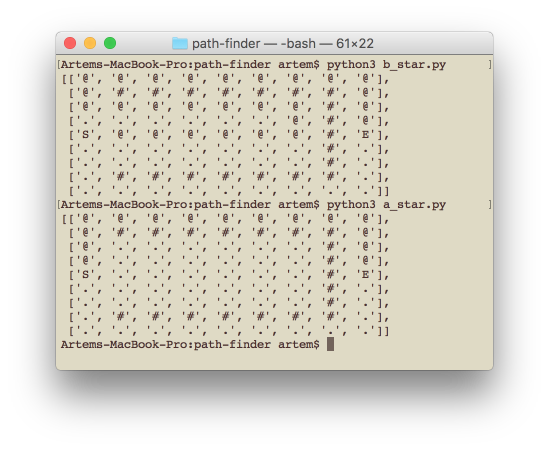 Artems-MacBook-Pro:path-finder artem$ python3 b_star.py
[['@', '@', '@', '@', '@', '@', '@', '@', '@'],
['@', '#', '#', '#', '#', '#', '#', '#', '@'],
['@', '@', '@', '@', '@', '@', '@', '#', '@'],
['.', '.', '.', '.', '.', '.', '@', '#', '@'],
['S', '@', '@', '@', '@', '@', '@', '#', 'E'],
['.', '.', '.', '.', '.', '.', '.', '#', '.'],
['.', '.', '.', '.', '.', '.', '.', '#', '.'],
['.', '#', '#', '#', '#', '#', '#', '#', '.'],
['.', '.', '.', '.', '.', '.', '.', '.', '.']]
Artems-MacBook-Pro:path-finder artem$ python3 a_star.py
[['@', '@', '@', '@', '@', '@', '@', '@', '@'],
['@', '#', '#', '#', '#', '#', '#', '#', '@'],
['@', '.', '.', '.', '.', '.', '.', '#', '@'],
['@', '.', '.', '.', '.', '.', '.', '#', '@'],
['S', '.', '.', '.', '.', '.', '.', '#', 'E'],
['.', '.', '.', '.', '.', '.', '.', '#', '.'],
['.', '.', '.', '.', '.', '.', '.', '#', '.'],
['.', '#', '#', '#', '#', '#', '#', '#', '.'],
['.', '.', '.', '.', '.', '.', '.', '.', '.']]
Artems-MacBook-Pro:path-finder artem$
path-finder — -bash — 61×22